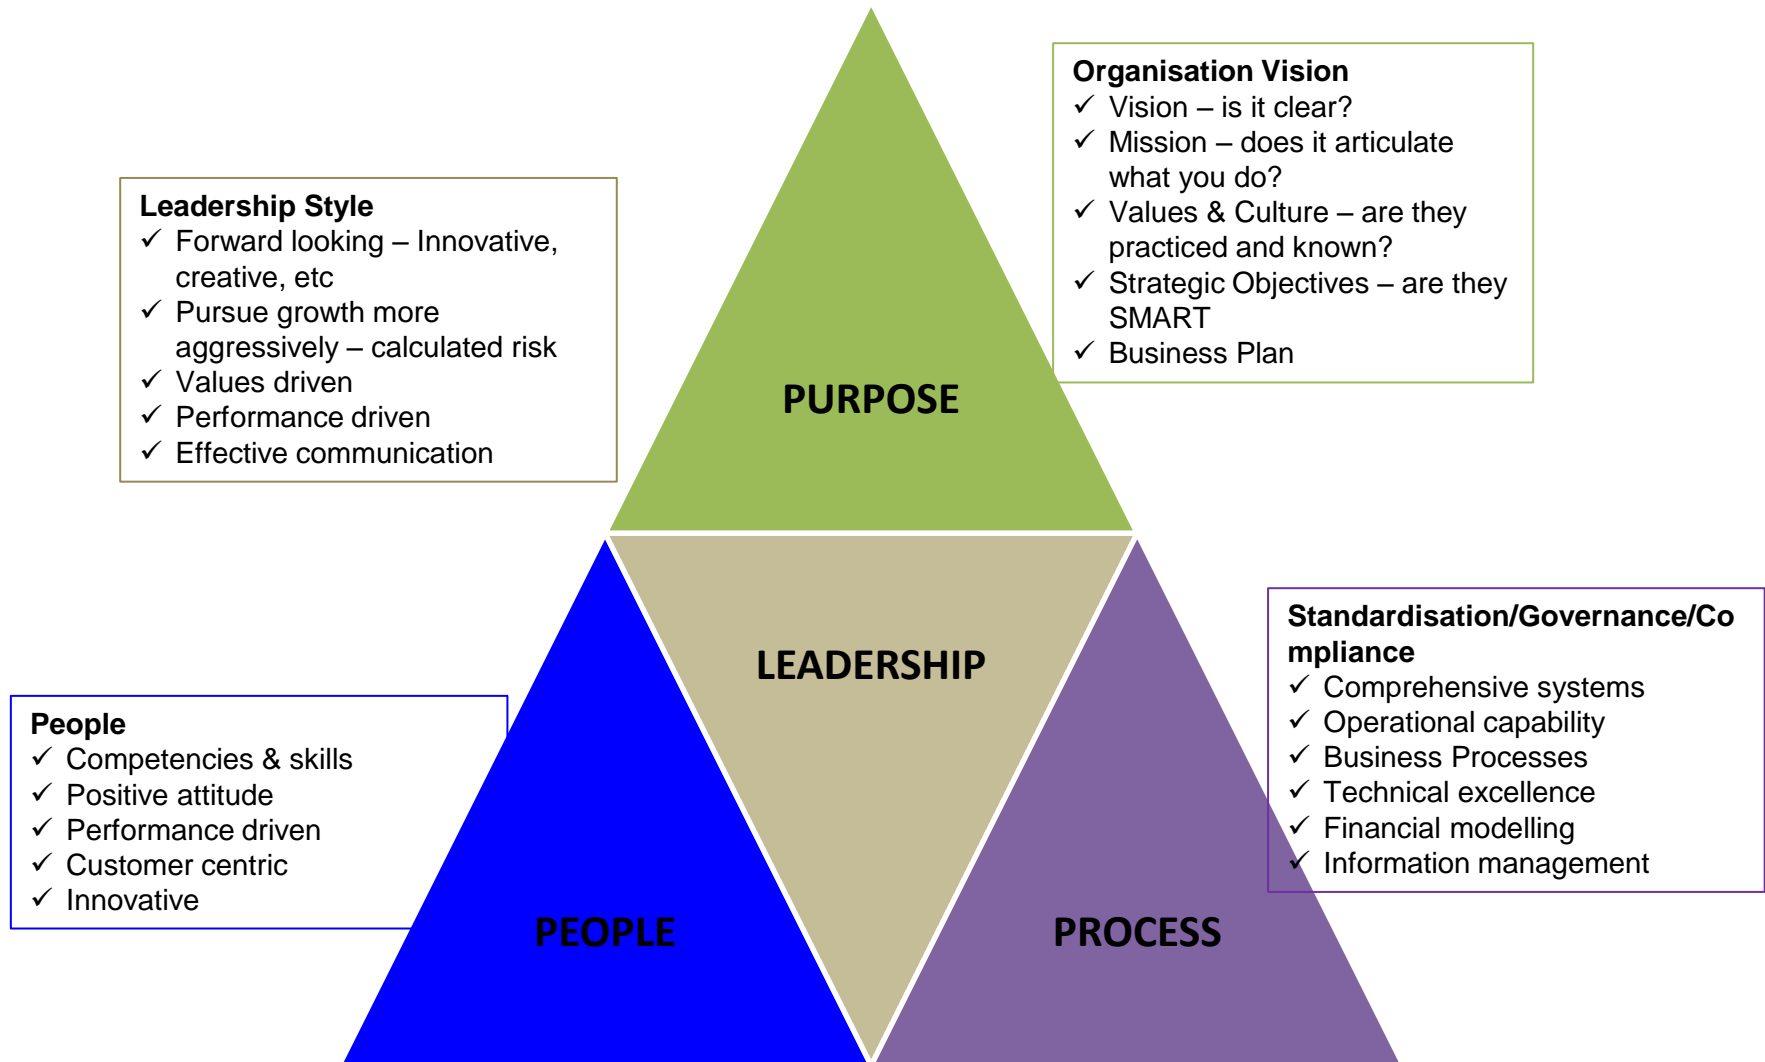 Organisation Vision
✓ Vision – is it clear?
✓ Mission – does it articulate
what you do?
✓ Values & Culture – are they
practiced and known?
✓ Strategic Objectives – are they
SMART
✓ Business Plan
Leadership Style
✓ Forward looking – Innovative,
creative, etc
✓ Pursue growth more
aggressively – calculated risk
✓ Values driven
✓ Performance driven
✓ Effective communication
PURPOSE
LEADERSHIP
Standardisation/Governance/Co
mpliance
✓ Comprehensive systems
✓ Operational capability
✓ Business Processes
✓ Technical excellence
✓ Financial modelling
✓ Information management
People
✓ Competencies & skills
✓ Positive attitude
✓ Performance driven
✓ Customer centric
✓ Innovative
PEOPLE
PROCESS